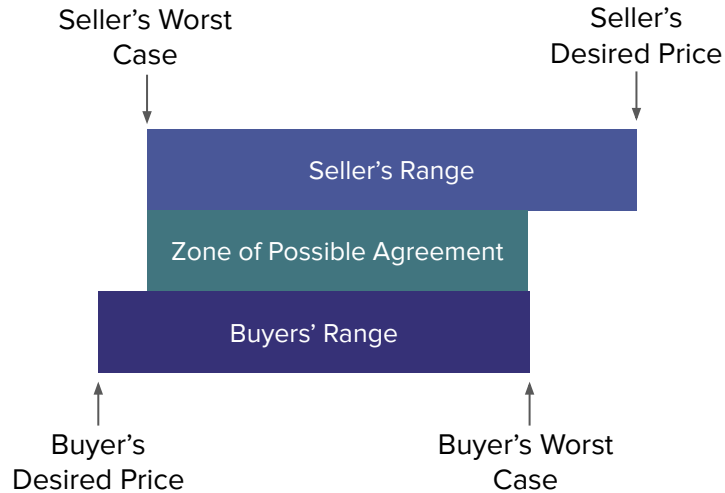 Seller’s Worst
Case
Seller’s
Desired Price
Seller’s Range
Zone of Possible Agreement
Buyers’ Range
Buyer’s
Desired Price
Buyer’s Worst
Case